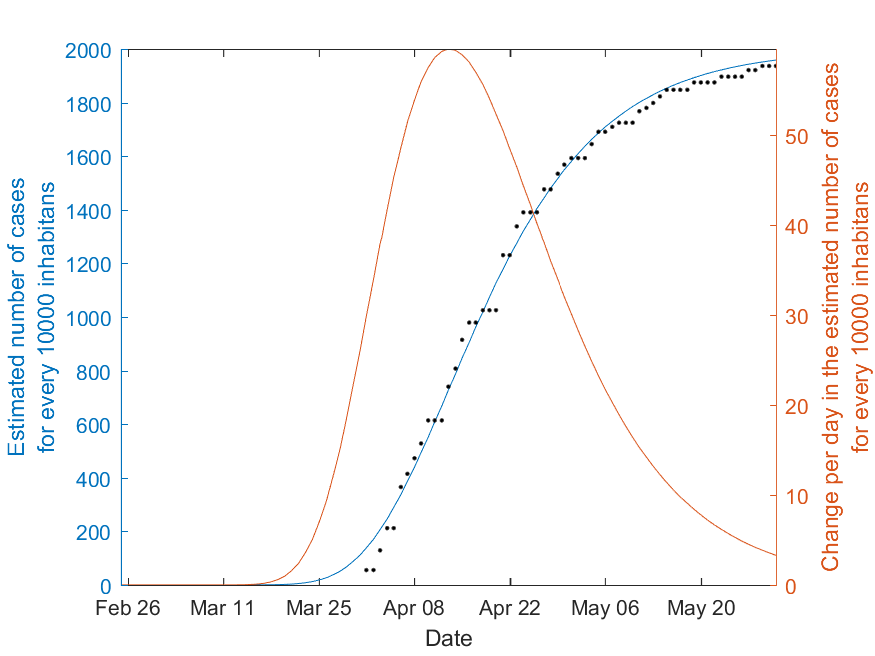 2000
1800
1600
1400
1200
1000
800
600
400
200
0
Estimated number of cases
for every 10000 inhabitans
50
40
30
20
10
0
Change per day in the estimated number of cases
for every 10000 inhabitans
Feb 26 Mar 11 Mar 25 Apr 08 Apr 22 May 06 May 20
Date